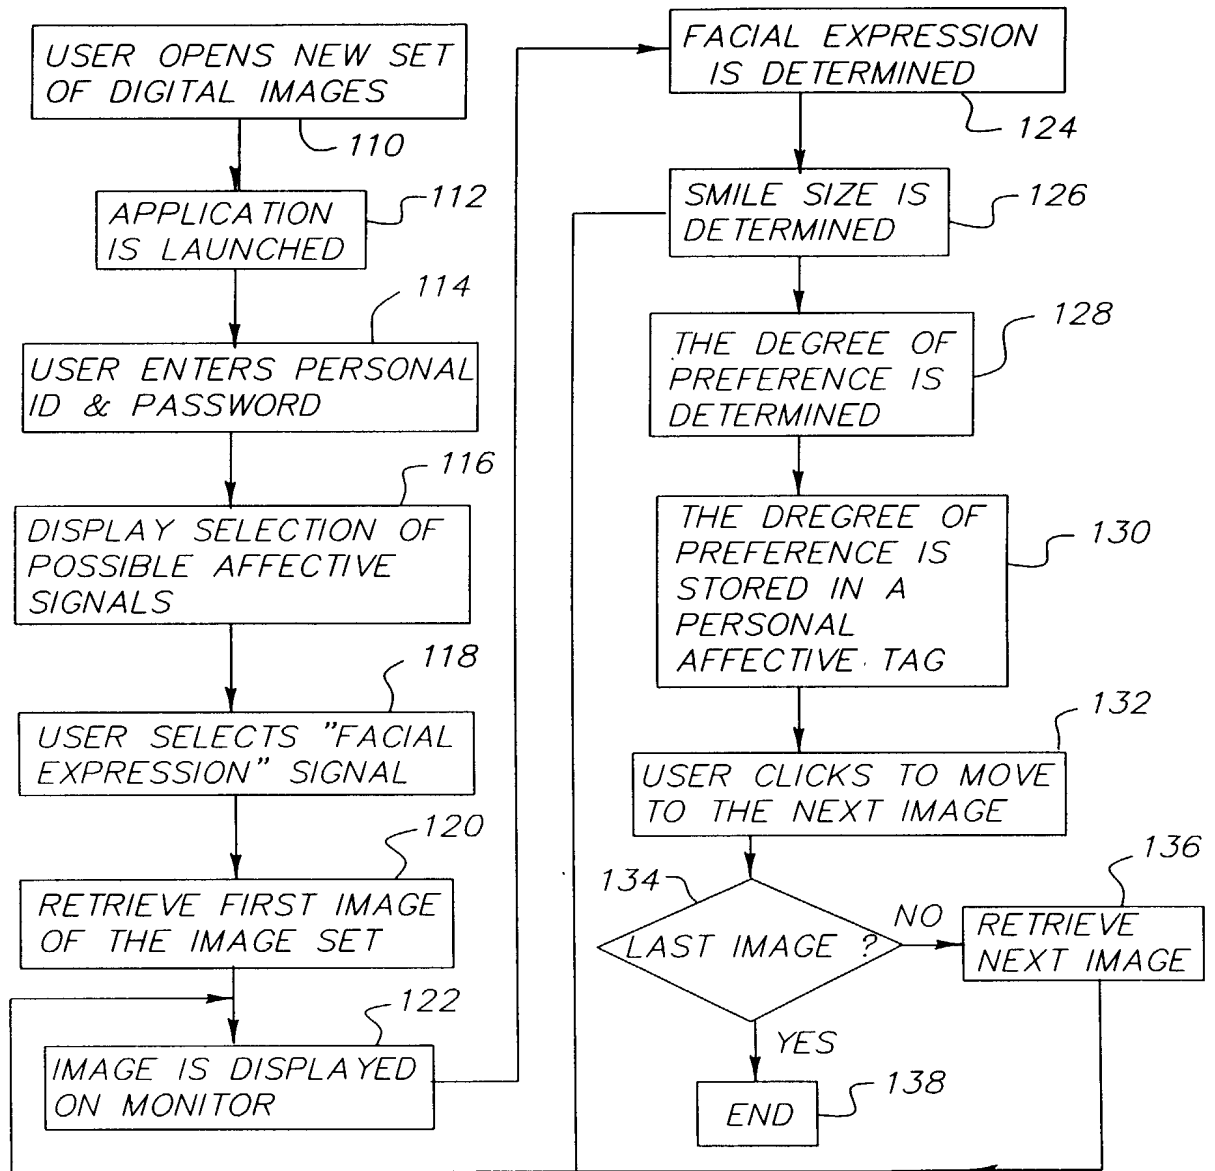 USER OPENS NEW SET
OF DIGITAL IMAGES
110
APPLICATION
IS LAUNCHED
112
114
USER ENTERS PERSONAL
ID & PASSWORD
116
DISPLAY SELECTION OF
POSSIBLE AFFECTIVE
SIGNALS
118
USER SELECTS "FACIAL
EXPRESSION" SIGNAL
120
RETRIEVE FIRST IMAGE
OF THE IMAGE SET
122
IMAGE IS DISPLAYED
ON MONITOR
FACIAL EXPRESSION
IS DETERMINED
124
SMILE SIZE IS
DETERMINED
126
THE DEGREE OF
PREFERENCE IS
DETERMINED
128
THE DREGREE OF
PREFERENCE IS
STORED IN A
PERSONAL
AFFECTIVE TAG
130
132
USER CLICKS TO MOVE
TO THE NEXT IMAGE
134
LAST IMAGE ?
NO
136
RETRIEVE
NEXT IMAGE
YES
END
138